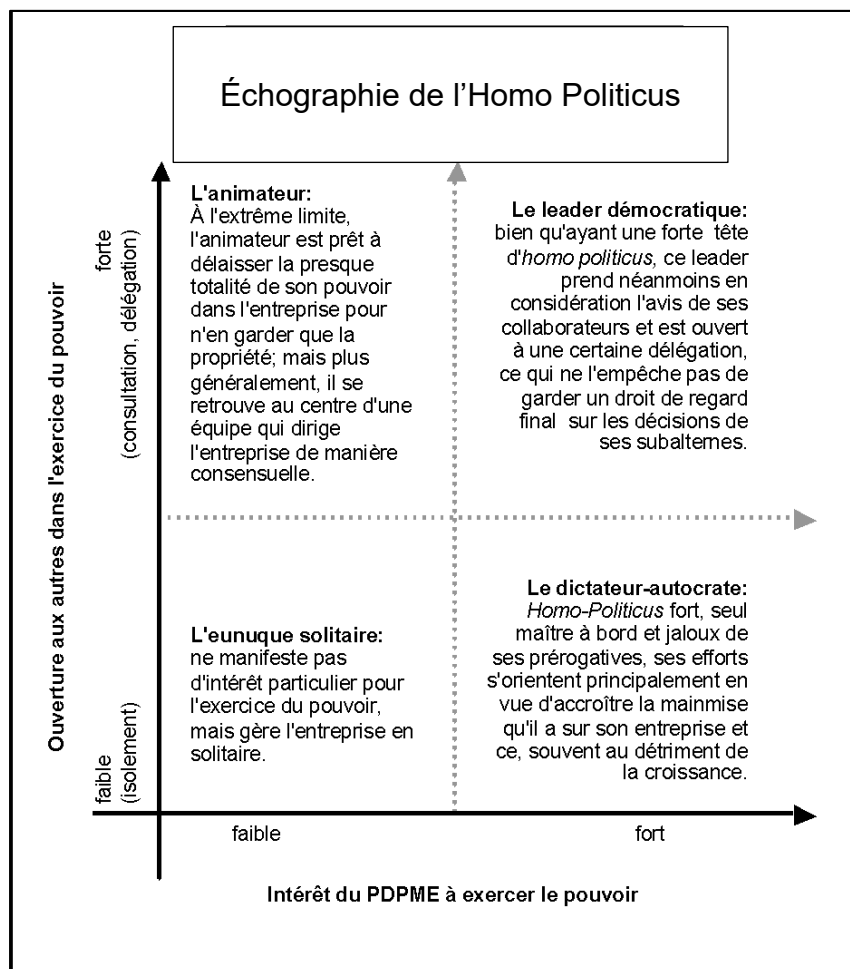 Échographie de l'Homo Politicus
Ouverture aux autres dans l'exercice du pouvoir
forte
(consultation, délégation)
L'animateur:
À l'extrême limite,
l'animateur est prêt à
délaisser la presque
totalité de son pouvoir
dans l'entreprise pour
n'en garder que la
propriété; mais plus
généralement, il se
retrouve au centre d'une
équipe qui dirige
l'entreprise de manière
consensuelle.
Le leader démocratique:
bien qu'ayant une forte tête
d'homo politicus, ce leader
prend néanmoins en
considération l'avis de ses
collaborateurs et est ouvert
à une certaine délégation,
ce qui ne l'empêche pas de
garder un droit de regard
final sur les décisions de
ses subalternes.
faible
(isolement)
L'eunuque solitaire:
ne manifeste pas
d'intérêt particulier pour
l'exercice du pouvoir,
mais gère l'entreprise en
solitaire.
Le dictateur-autocrate:
Homo-Politicus fort, seul
maître à bord et jaloux de
ses prérogatives, ses efforts
s'orientent principalement en
vue d'accroître la mainmise
qu'il a sur son entreprise et
ce, souvent au détriment de
la croissance.
faible
fort
Intérêt du PDPME à exercer le pouvoir